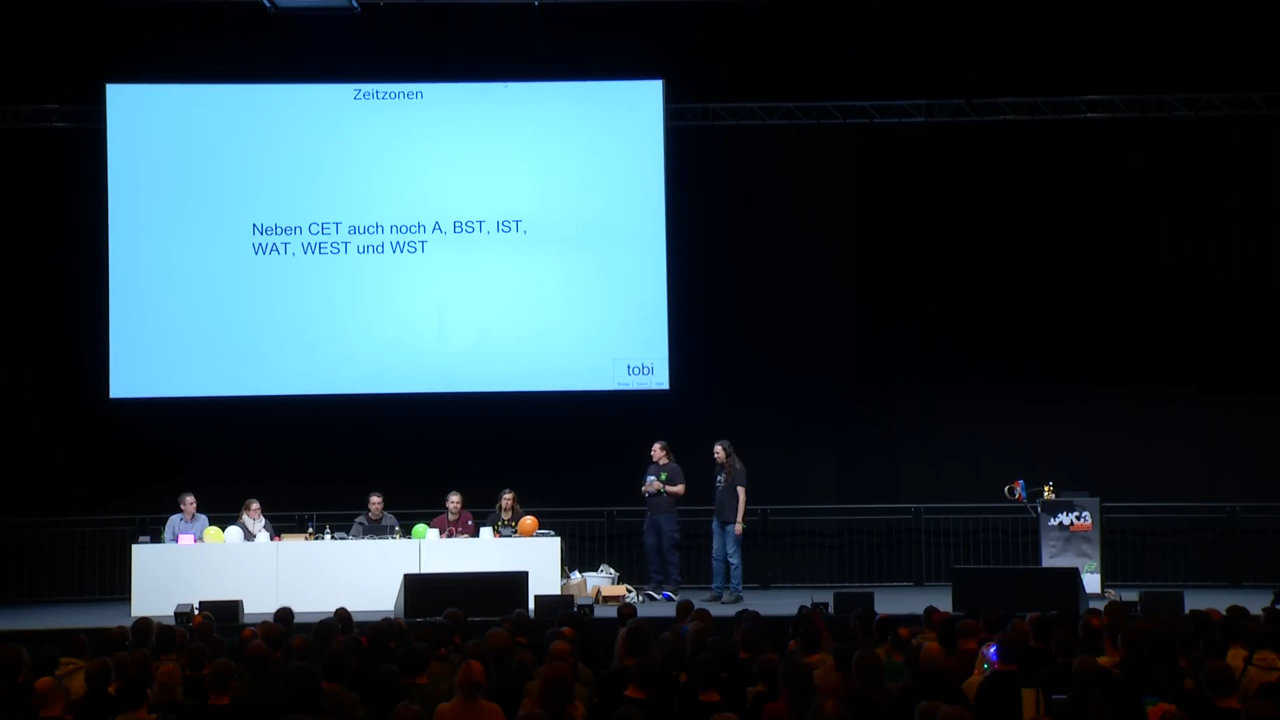 Zeitzonen
Neben CET auch noch A, BST, IST,
WAT, WEST und WST
tobi